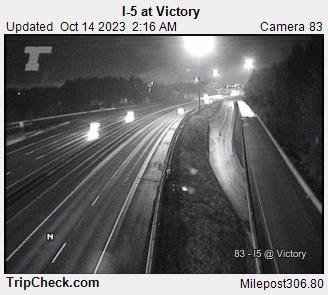 I-5 at Victory
Updated Oct 14 2023 2:16 AM Camera 83
T
N
83 - I5 @ Victory
TripCheck.com Milepost306.80